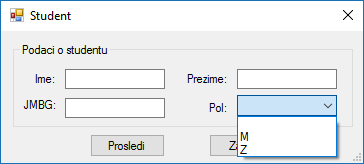 Student
Podaci o studentu
Ime:
Prezime:
JMBG:
Pol:
M
Z
Prosledi